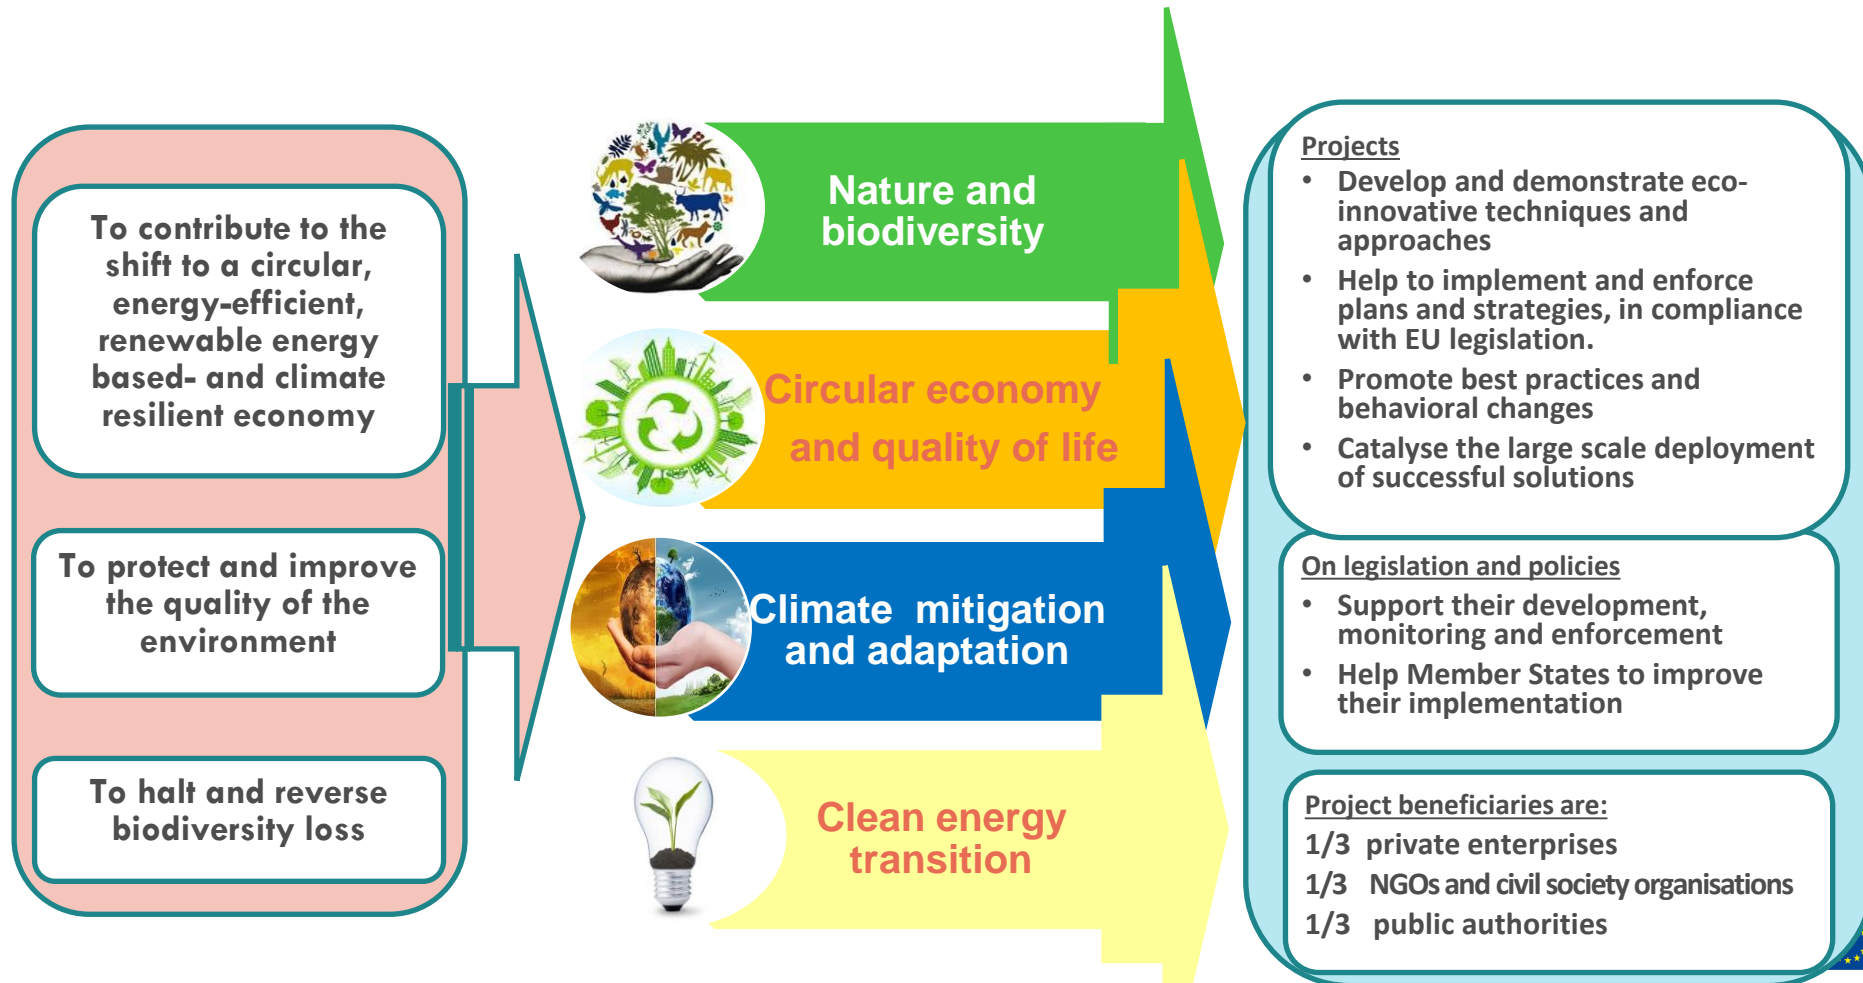 To contribute to the
shift to a circular,
energy-efficient,
renewable energy
based- and climate
resilient economy
To protect and improve
the quality of the
environment
To halt and reverse
biodiversity loss
Nature and
biodiversity
Circular economy
and quality of life
Climate mitigation
and adaptation
Clean energy
transition
Projects
• Develop and demonstrate eco-
innovative techniques and
approaches
• Help to implement and enforce
plans and strategies, in compliance
with EU legislation.
• Promote best practices and
behavioral changes
• Catalyse the large scale deployment
of successful solutions
On legislation and policies
• Support their development,
monitoring and enforcement
• Help Member States to improve
their implementation
Project beneficiaries are:
1/3 private enterprises
1/3 NGOs and civil society organisations
1/3 public authorities